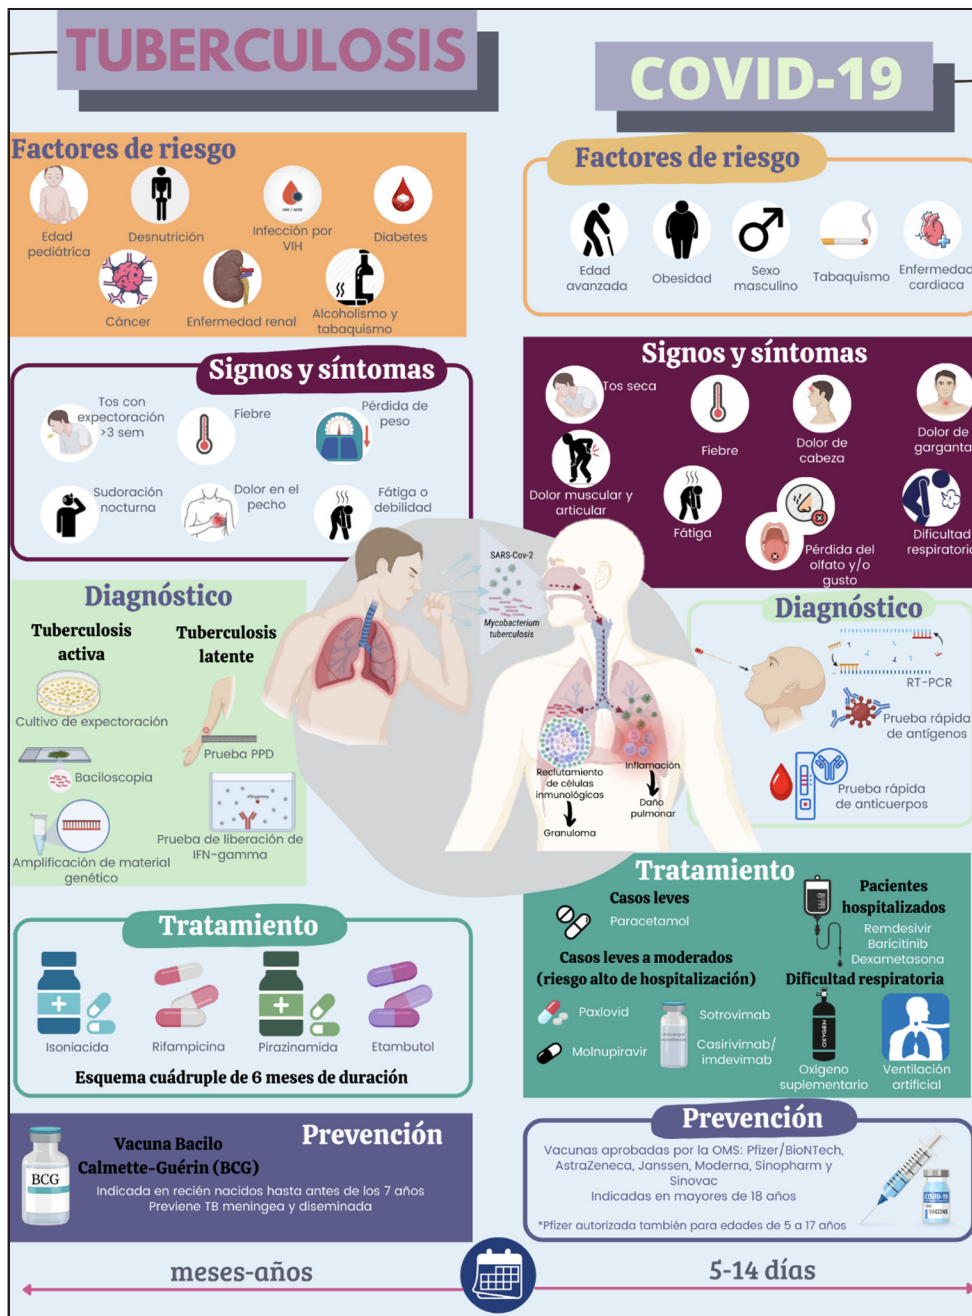 TUBERCULOSIS
Factores de riesgo
Edad
pediátrica
Desnutrición
HIV / AIDS
Infección por
VIH
Diabetes
Cáncer
Enfermedad renal
Alcoholismo y
tabaquismo
Signos y síntomas
Tos con
expectoración
>3 sem
Fiebre
Pérdida de
peso
Sudoración
nocturna
Dolor en el
pecho
Fátiga o
debilidad
Diagnóstico
Tuberculosis
activa
Cultivo de expectoración
Baciloscopia
Amplificación de material
genético
Tuberculosis
latente
Prueba PPD
Prueba de liberación de
IFN-gamma
Tratamiento
Isoniacida
Rifampicina
Pirazinamida
Etambutol
Esquema cuádruple de 6 meses de duración
Prevención
BCG
Vacuna Bacilo
Calmette-Guérin (BCG)
Indicada en recién nacidos hasta antes de los 7 años
Previene TB meningea y diseminada
meses-años
SARS-Cov-2
Mycobacterium
tuberculosis
Reclutamiento
de células
inmunológicas
Granuloma
Inflamación
Daño
pulmonar
COVID-19
Factores de riesgo
Edad
avanzada
Obesidad
Sexo
masculino
Tabaquismo
Enfermedad
cardiaca
Signos y síntomas
Tos seca
Fiebre
Dolor de
cabeza
Dolor de
garganta
Dolor muscular y
articular
Fátiga
Pérdida del
olfato y/o
gusto
Dificultad
respiratoria
Diagnóstico
RT-PCR
Prueba rápida
de antígenos
Prueba rápida
de anticuerpos
Tratamiento
Casos leves
Paracetamol
Casos leves a moderados
(riesgo alto de hospitalización)
Paxlovid
Molnupiravir
Sotrovimab
Casirivimab/
imdevimab
Pacientes
hospitalizados
Remdesivir
Baricitinib
Dexametasona
Dificultad respiratoria
OXYGEN
Oxigeno
suplementario
Ventilación
artificial
Prevención
Vacunas aprobadas por la OMS: Pfizer/BioNTech,
AstraZeneca, Janssen, Moderna, Sinopharm y
Sinovac
Indicadas en mayores de 18 años
*Pfizer autorizada también para edades de 5 a 17 años
COVID-19
VACCINE
5-14 días